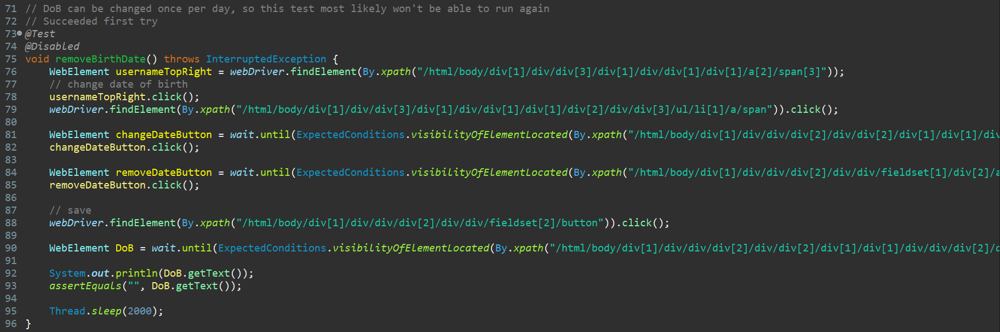 71 // DoB can be changed once per day, so this test most likely won't be able to run again
72 // Succeeded first try
73 @Test
74 @Disabled
75 void removeBirthDate() throws InterruptedException {
76     WebElement usernameTopRight = webDriver.findElement(By.xpath("/html/body/div[1]/div/div[3]/div[1]/div/div[1]/div[1]/a[2]/span[3]"));
77     // change date of birth
78     usernameTopRight.click();
79     webDriver.findElement(By.xpath("/html/body/div[1]/div/div[3]/div[1]/div/div[1]/div[1]/div[2]/div/div[3]/ul/li[1]/a/span")).click();
80
81     WebElement changeDateButton = wait.until(ExpectedConditions.visibilityOfElementLocated(By.xpath("/html/body/div[1]/div/div/div[2]/div/div[2]/div[1]/div[1]/div
82     changeDateButton.click();
83
84     WebElement removeDateButton = wait.until(ExpectedConditions.visibilityOfElementLocated(By.xpath("/html/body/div[1]/div/div/div[2]/div/div/fieldset[1]/div[2]/a
85     removeDateButton.click();
86
87     // save
88     webDriver.findElement(By.xpath("/html/body/div[1]/div/div/div[2]/div/div/fieldset[2]/button")).click();
89
90     WebElement DoB = wait.until(ExpectedConditions.visibilityOfElementLocated(By.xpath("/html/body/div[1]/div/div/div[2]/div/div[2]/div[1]/div[1]/div/div/div[2]/
91
92     System.out.println(DoB.getText());
93     assertEquals("", DoB.getText());
94
95     Thread.sleep(2000);
96 }